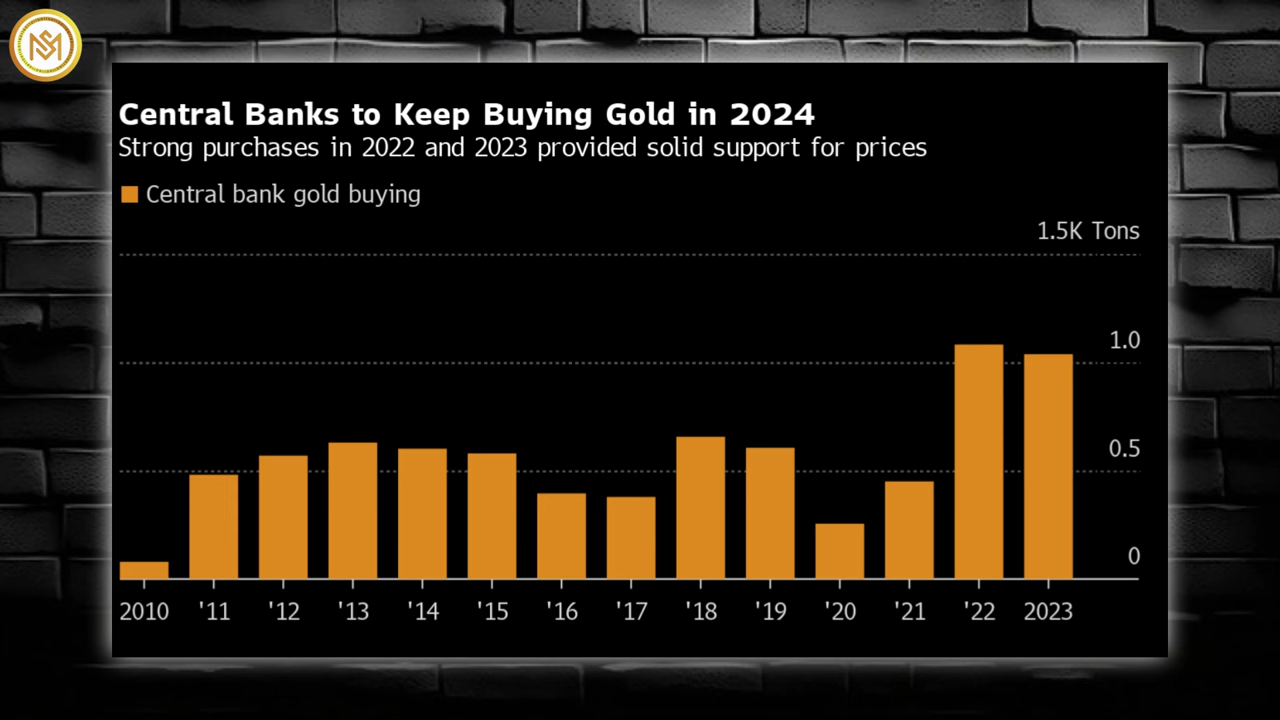 Central Banks to Keep Buying Gold in 2024
Strong purchases in 2022 and 2023 provided solid support for prices
Central bank gold buying
1.5K Tons
1.0
0.5
0
2010 '11 '12 '13 '14 '15 '16 '17 '18 '19 '20 '21 '22 2023